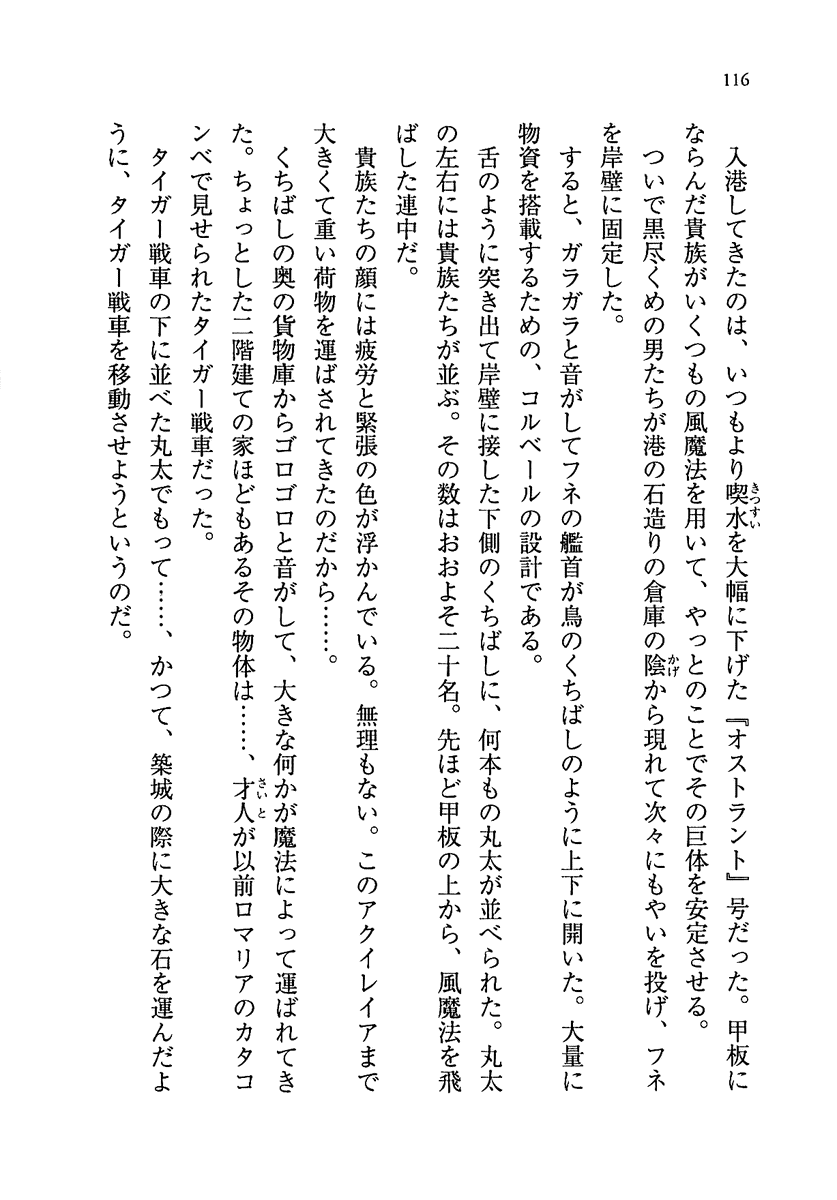 116
入港してきたのは、いつもより喫水を大幅に下げた『オストラント』号だった。甲板に
ならんだ貴族がいくつもの風魔法を用いて、やっとのことでその巨体を安定させる。
ついで黒尽くめの男たちが港の石造りの倉庫の陰から現れて次々にもやいを投げ、フネ
を岸壁に固定した。
すると、ガラガラと音がしてフネの艦首が鳥のくちばしのように上下に開いた。大量に
物資を搭載するための、コルベールの設計である。
舌のように突き出て岸壁に接した下側のくちばしに、何本もの丸太が並べられた。丸太
の左右には貴族たちが並ぶ。その数はおおよそ二十名。先ほど甲板の上から、風魔法を飛
ばした連中だ。
貴族たちの顔には疲労と緊張の色が浮かんでいる。無理もない。このアクイレイアまで
大きくて重い荷物を運ばされてきたのだから……。
くちばしの奥の貨物庫からゴロゴロと音がして、大きな何かが魔法によって運ばれてき
た。ちょっとした二階建ての家ほどもあるその物体は……、才人が以前ロマリアのカタコ
ンベで見せられたタイガー戦車だった。
タイガー戦車の下に並べた丸太でもって……、かつて、築城の際に大きな石を運んだよ
うに、タイガー戦車を移動させようというのだ。
きつすい
かげ
さいと